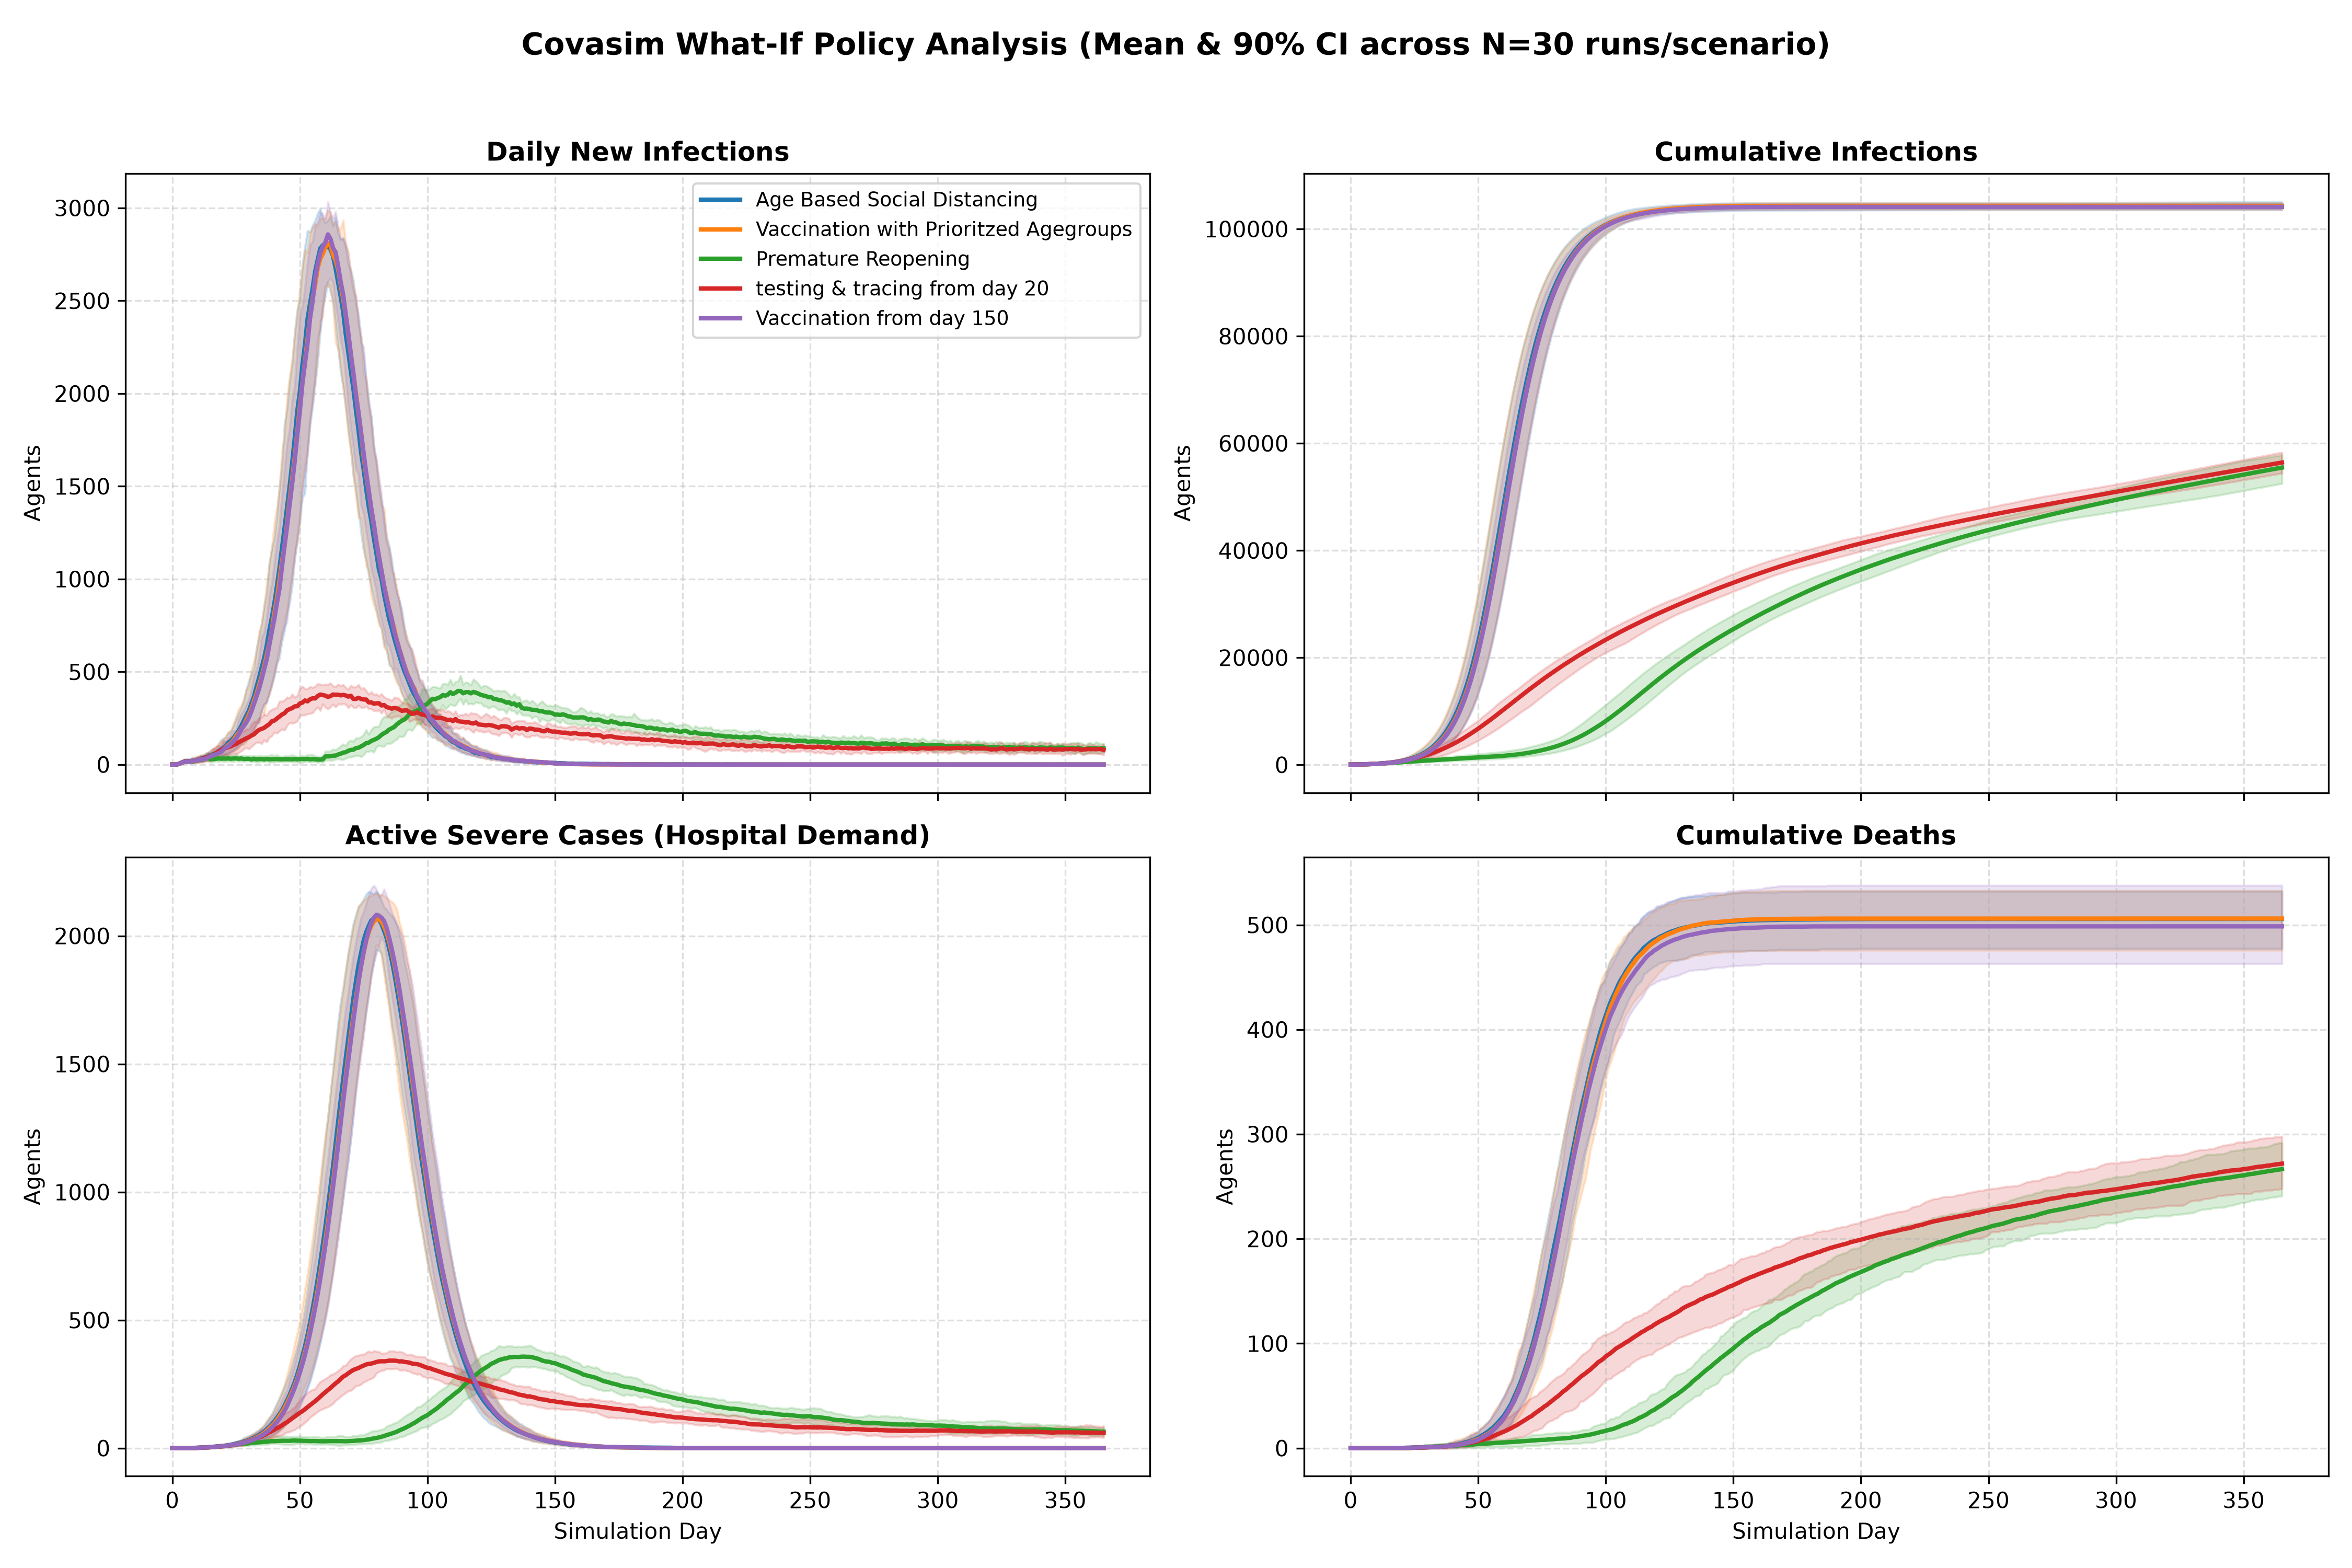 Covasim What-If Policy Analysis (Mean & 90% CI across N=30 runs/scenario)
Daily New Infections
Agents
3000
2500
2000
1500
1000
500
0
Age Based Social Distancing
Vaccination with Prioritzed Agegroups
Premature Reopening
testing & tracing from day 20
Vaccination from day 150
Cumulative Infections
Agents
100000
80000
60000
40000
20000
0
Active Severe Cases (Hospital Demand)
Agents
2000
1500
1000
500
0
0 50 100 150 200 250 300 350
Simulation Day
Cumulative Deaths
Agents
500
400
300
200
100
0
0 50 100 150 200 250 300 350
Simulation Day